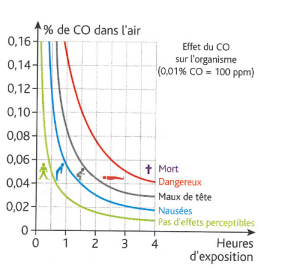 % de CO dans l'air
Effet du CO
sur l'organisme
(0,01% CO = 100 ppm)
0,16
0,14
0,12
0,10
0,08
0,06
0,04
0,02
0
Mort
Dangereux
Maux de tête
Nausées
Pas d'effets perceptibles
0 1 2 3 4
Heures
d'exposition